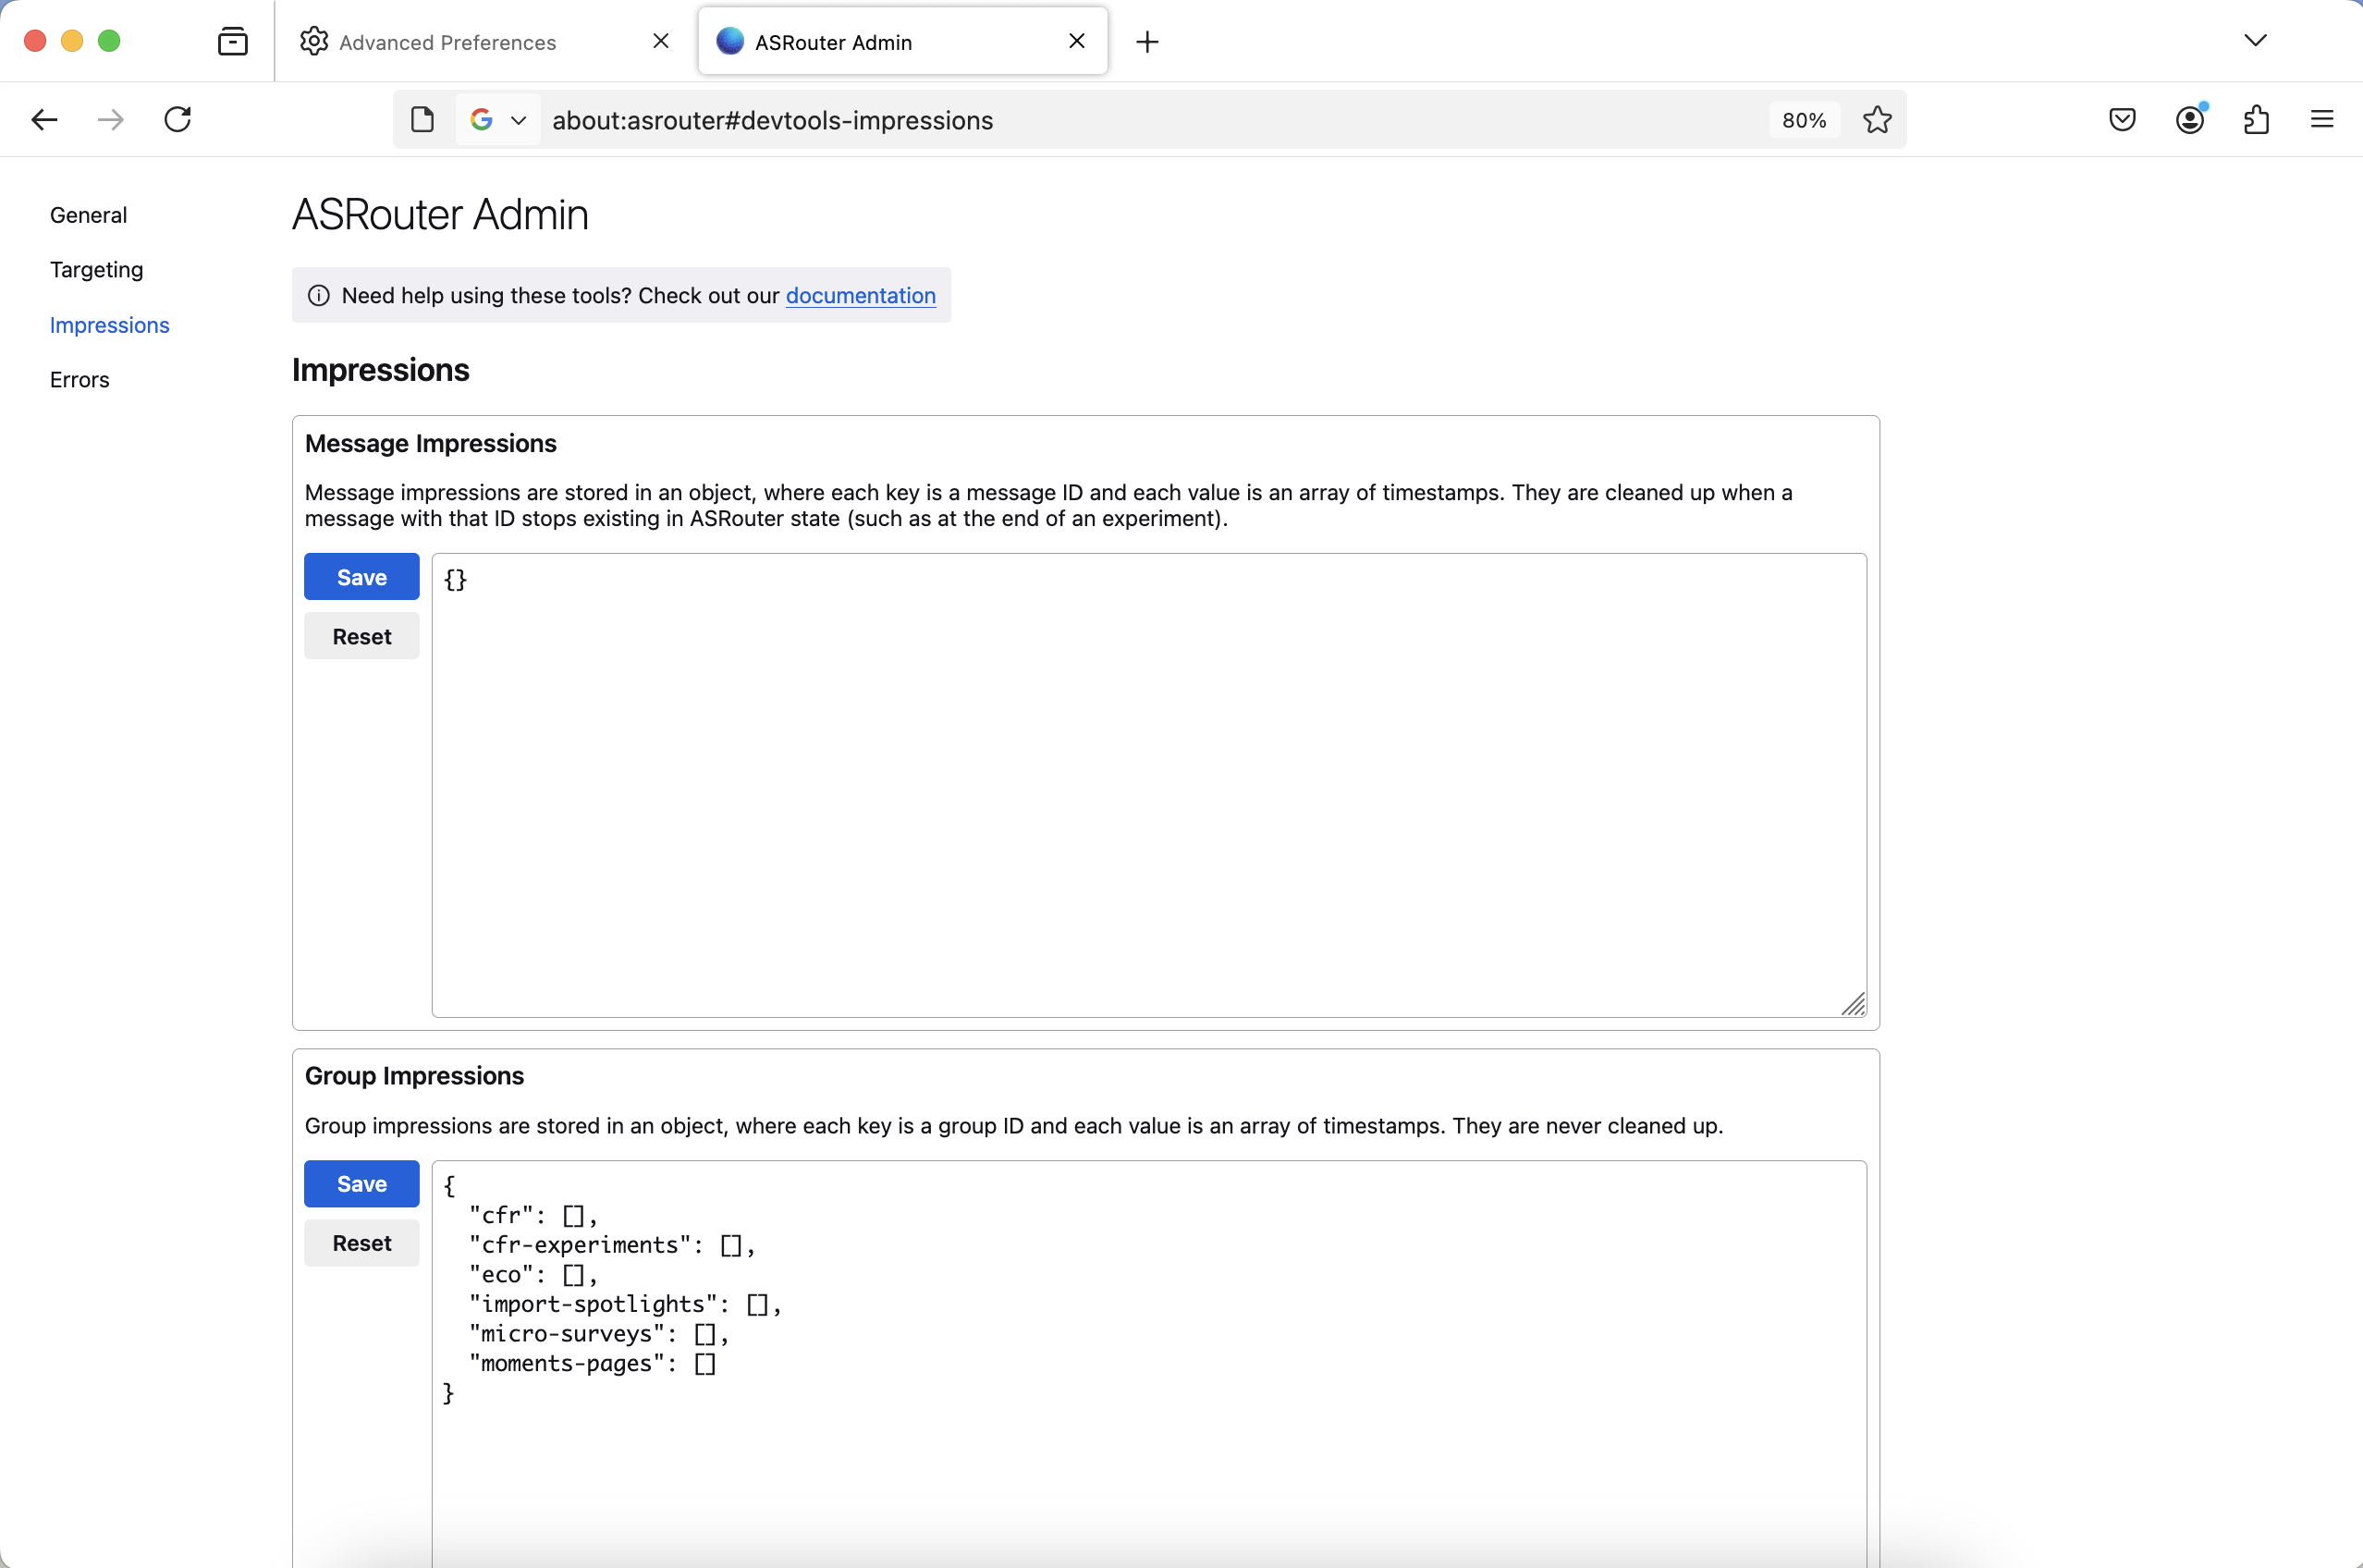 Advanced Preferences
ASRouter Admin
about:asrouter#devtools-impressions
80%
General
Targeting
Impressions
Errors
ASRouter Admin
Need help using these tools? Check out our documentation
Impressions
Message Impressions
Message impressions are stored in an object, where each key is a message ID and each value is an array of timestamps. They are cleaned up when a
message with that ID stops existing in ASRouter state (such as at the end of an experiment).
Save
Reset
{}
Group Impressions
Group impressions are stored in an object, where each key is a group ID and each value is an array of timestamps. They are never cleaned up.
Save
Reset
{
  "cfr": [],
  "cfr-experiments": [],
  "eco": [],
  "import-spotlights": [],
  "micro-surveys": [],
  "moments-pages": []
}